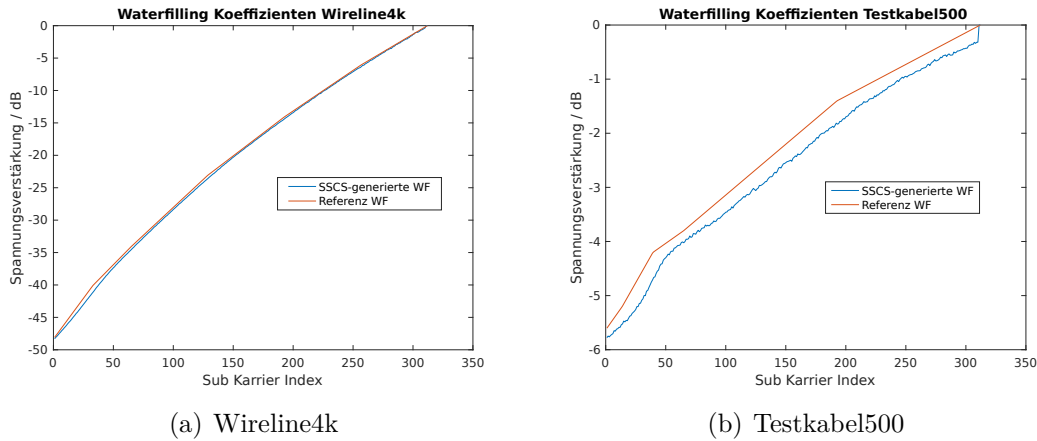 Waterfilling Koeffizienten Wireline4k
0
-5
-10
-15
-20
-25
-30
-35
-40
-45
-50
Spannungsverstärkung / dB
SSCS-generierte WF
Referenz WF
0 50 100 150 200 250 300 350
Sub Karrier Index
(a) Wireline4k
Waterfilling Koeffizienten Testkabel500
0
-1
-2
-3
-4
-5
-6
Spannungsverstärkung / dB
SSCS-generierte WF
Referenz WF
0 50 100 150 200 250 300 350
Sub Karrier Index
(b) Testkabel500